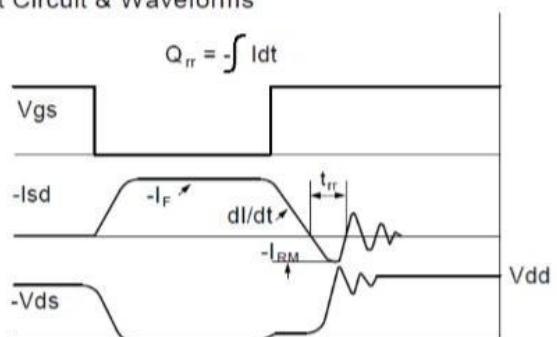 Circuit & Waveforms
Qrr = -∫ Idt
Vgs
-Isd
-IF
trr
dI/dt
-IRM
Vdd
-Vds